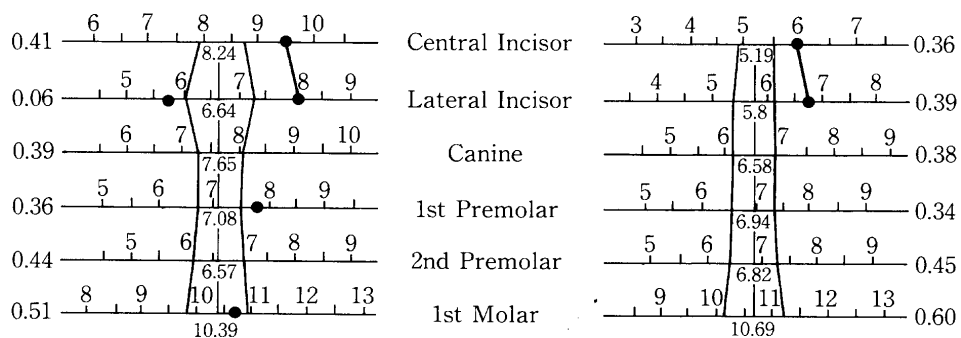 6 7 8 9 10
0.41 8.24 Central Incisor 5.19 0.36
3 4 5 6 7
5 6 7 8 9
0.06 6.64 Lateral Incisor 5.8 0.39
4 5 6 7 8
6 7 8 9 10
0.39 7.65 Canine 6.58 0.38
5 6 7 8 9
5 6 7 8 9
0.36 7.08 1st Premolar 6.94 0.34
5 6 7 8 9
5 6 7 8 9
0.44 6.57 2nd Premolar 6.82 0.45
5 6 7 8 9
8 9 10 11 12 13
0.51 10.39 1st Molar 10.69 0.60
9 10 11 12 13